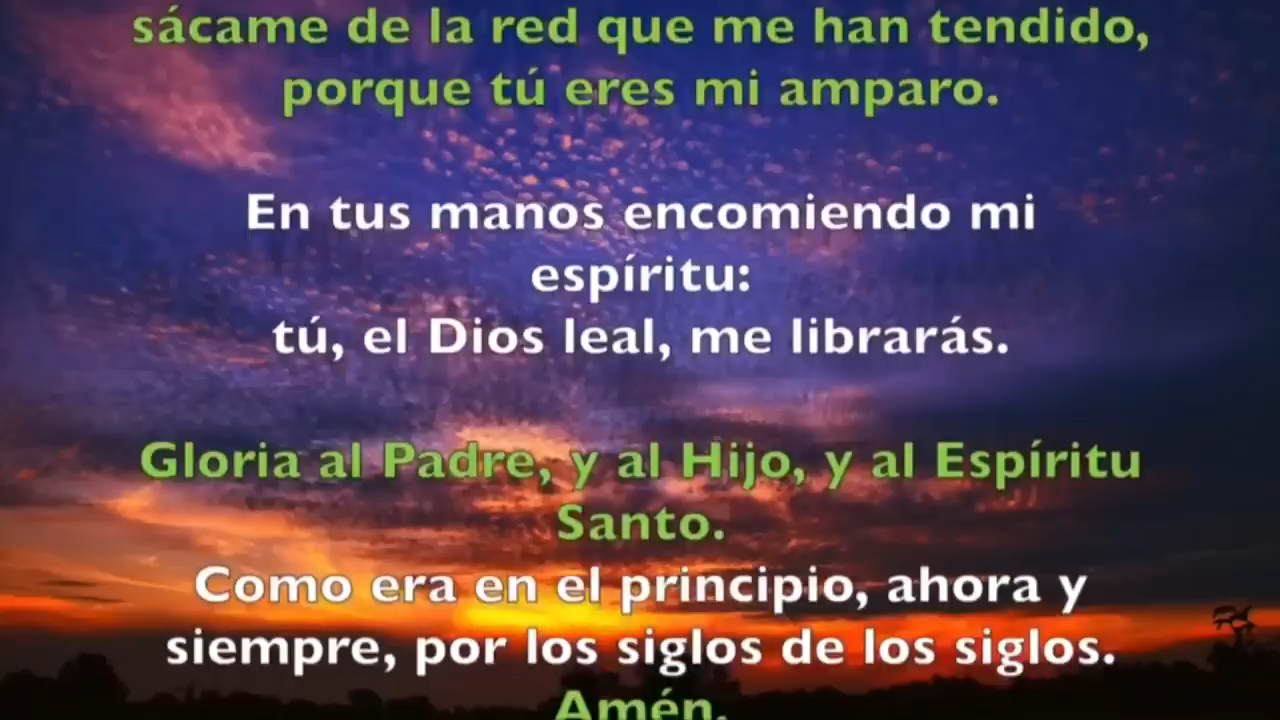 sácame de la red que me han tendido,
porque tú eres mi amparo.
En tus manos encomiendo mi
espíritu:
tú, el Dios leal, me librarás.
Gloria al Padre, y al Hijo, y al Espíritu
Santo.
Como era en el principio, ahora y
siempre, por los siglos de los siglos.
Amén.